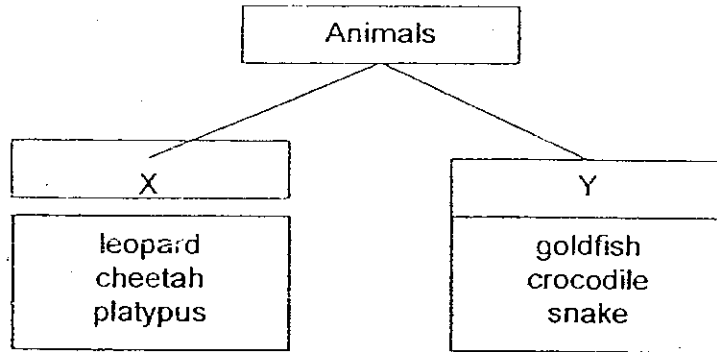 Animals
X
Y
leopard
cheetah
platypus
goldfish
crocodile
snake